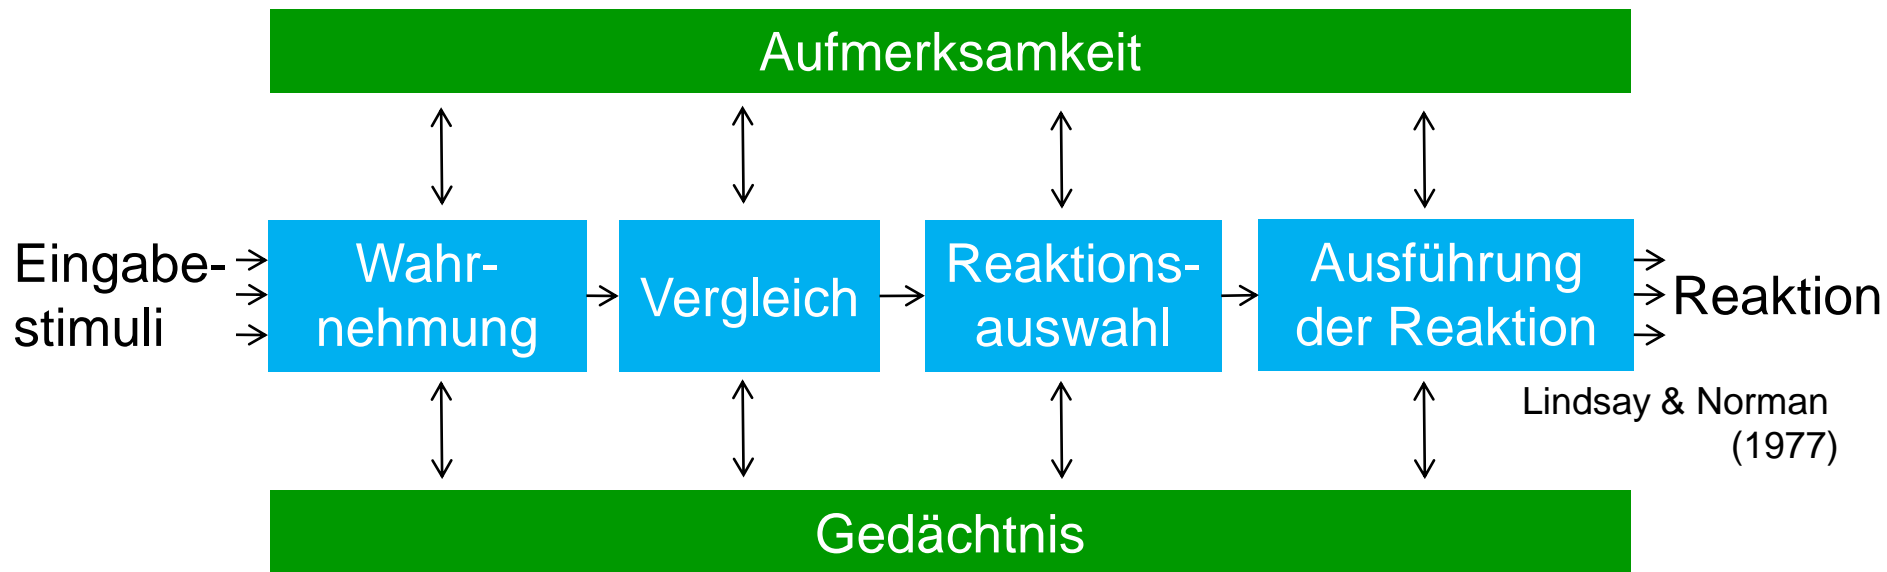 Aufmerksamkeit
Eingabe-
stimuli
Wahr-
nehmung
Vergleich
Reaktions-
auswahl
Ausführung
der Reaktion
Reaktion
Lindsay & Norman
(1977)
Gedächtnis